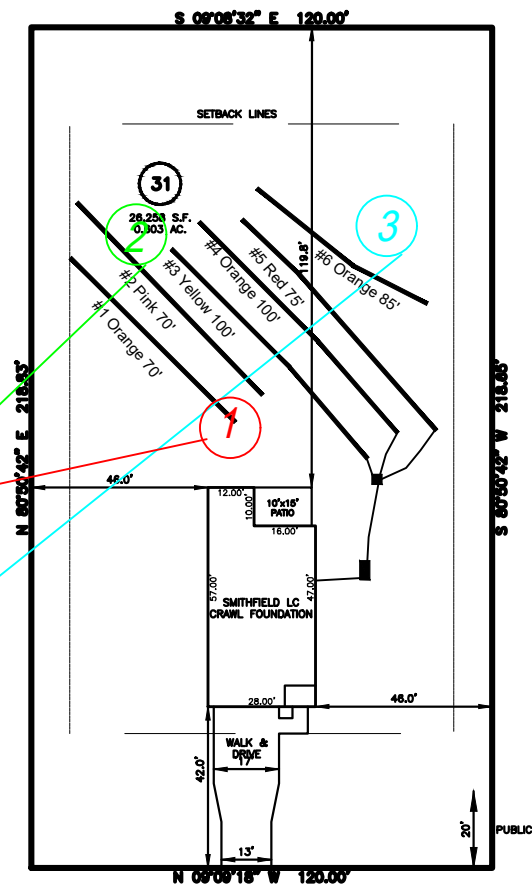 S 09°08'32" E 120.00'
SETBACK LINES
31
26,253 S.F.
0.603 AC.
2
3
119.8'
#1 Orange 70'
#2 Pink 70'
#3 Yellow 100'
#4 Orange 100'
#5 Red 75'
#6 Orange 85'
N 80°50'42" E 218.83'
S 80°50'42" W 218.65'
1
46.0'
12.00'
10.00'
10'x16'
PATIO
16.00'
57.00'
47.00'
SMITHFIELD LC
CRAWL FOUNDATION
28.00'
46.0'
42.0'
WALK &
DRIVE
17'
13'
20'
PUBLIC
N 09°09'18" W 120.00'